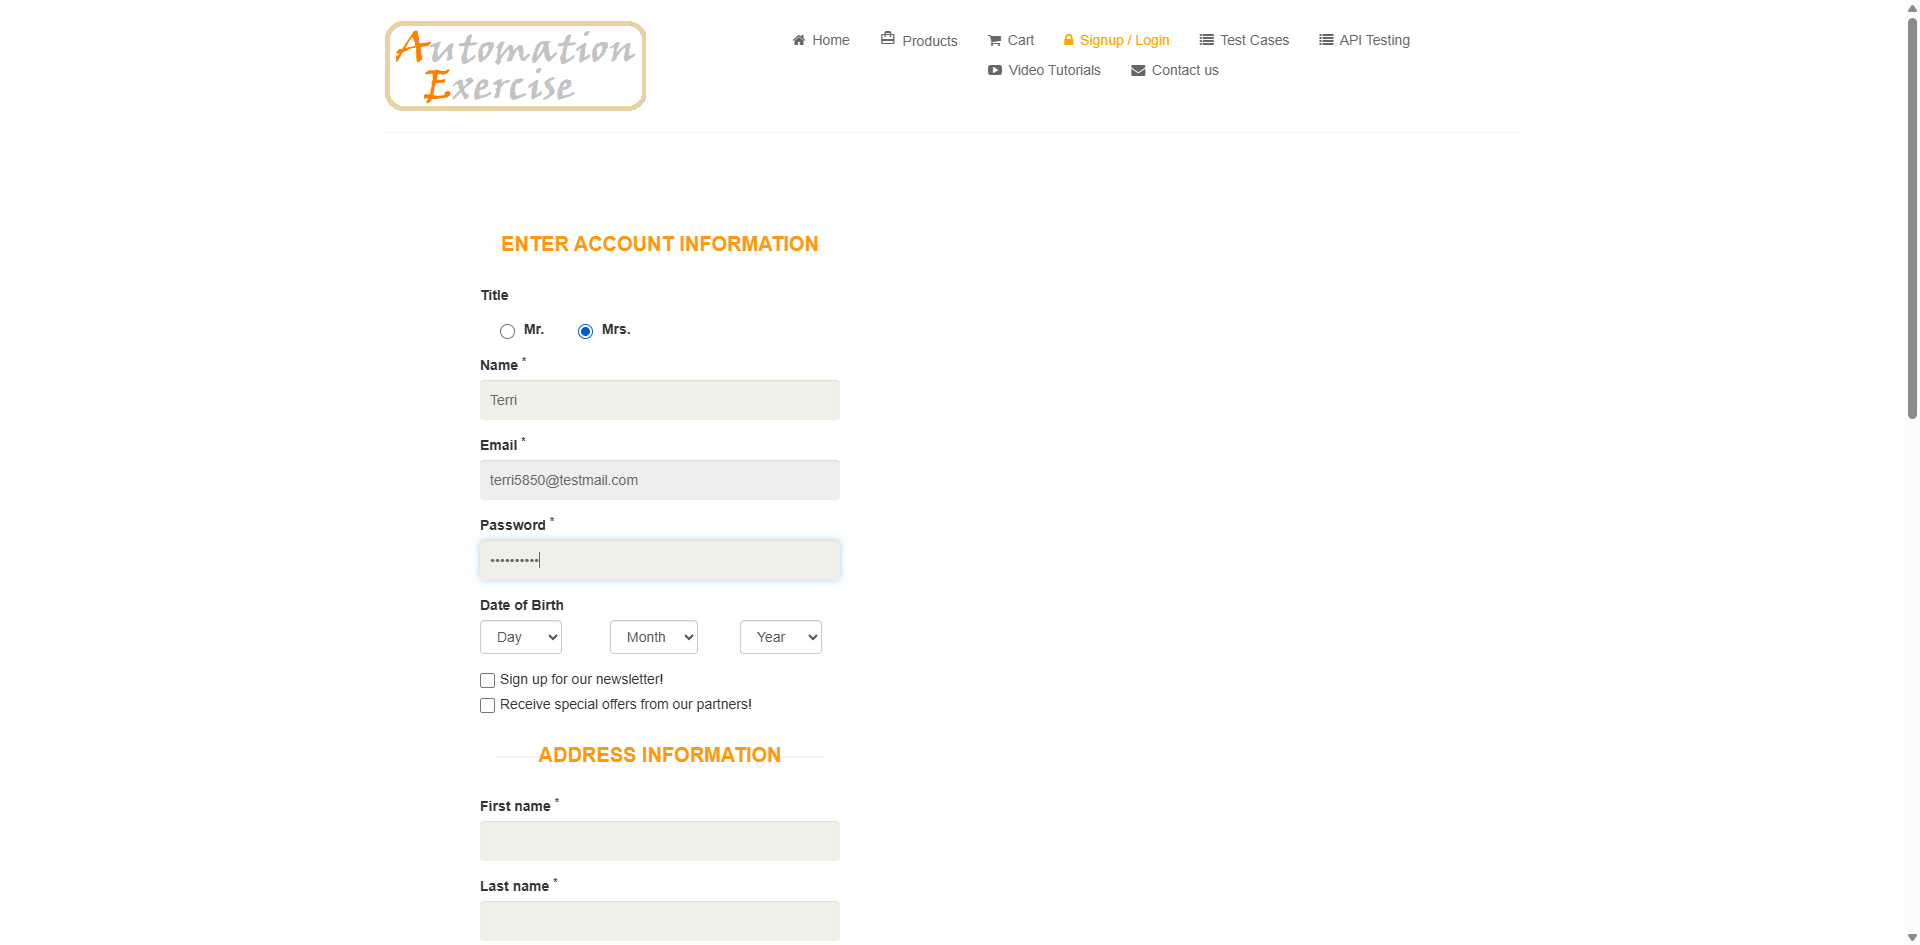 Automation
Exercise
Home
Products
Cart
Signup / Login
Test Cases
API Testing
Video Tutorials
Contact us
ENTER ACCOUNT INFORMATION
Title
Mr.
Mrs.
Name *
Terri
Email *
terri5850@testmail.com
Password *
••••••••••
Date of Birth
Day
Month
Year
Sign up for our newsletter!
Receive special offers from our partners!
ADDRESS INFORMATION
First name *
Last name *